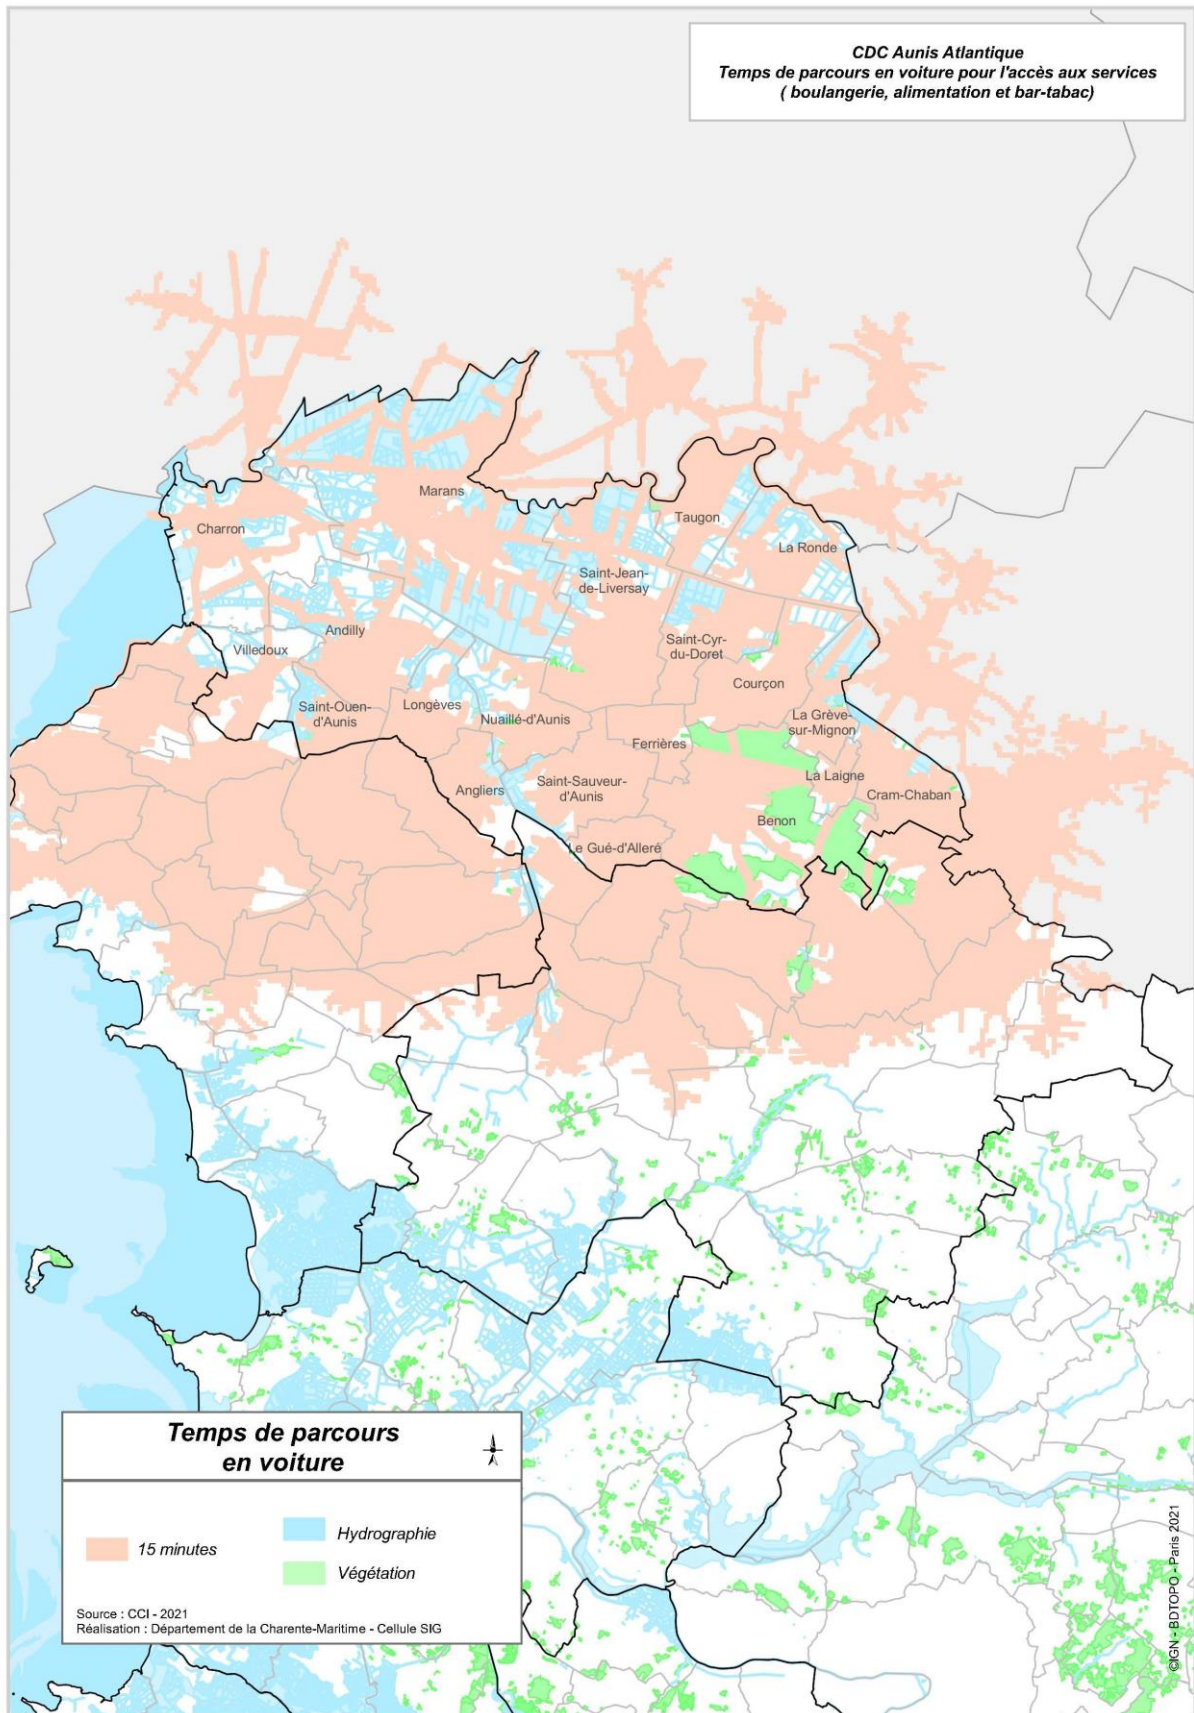 CDC Aunis Atlantique
Temps de parcours en voiture pour l'accès aux services
( boulangerie, alimentation et bar-tabac)
Marans
Charron
Taugon
La Ronde
Saint-Jean-
de-Liversay
Andilly
Villedoux
Saint-Cyr-
du-Doret
Courçon
Saint-Ouen-
d'Aunis
Longèves
Nuaillé-d'Aunis
La Grève-
sur-Mignon
Ferrières
La Laigne
Angliers
Saint-Sauveur-
d'Aunis
Cram-Chaban
Benon
Le Gué-d'Alleré
Temps de parcours
en voiture
15 minutes
Hydrographie
Végétation
Source : CCI - 2021
Réalisation : Département de la Charente-Maritime - Cellule SIG
©IGN - BDTOPO - Paris 2021